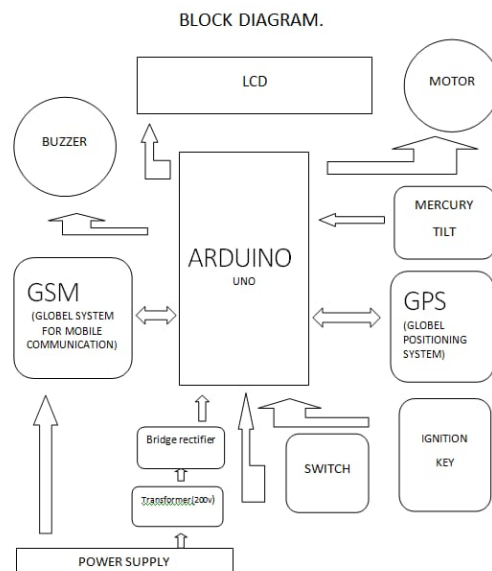 BLOCK DIAGRAM.
LCD
MOTOR
BUZZER
MERCURY
TILT
ARDUINO
UNO
GSM
(GLOBEL SYSTEM
FOR MOBILE
COMMUNICATION)
GPS
(GLOBEL
POSITIONING
SYSTEM)
Bridge rectifier
SWITCH
IGNITION
KEY
Transformer(200v)
POWER SUPPLY